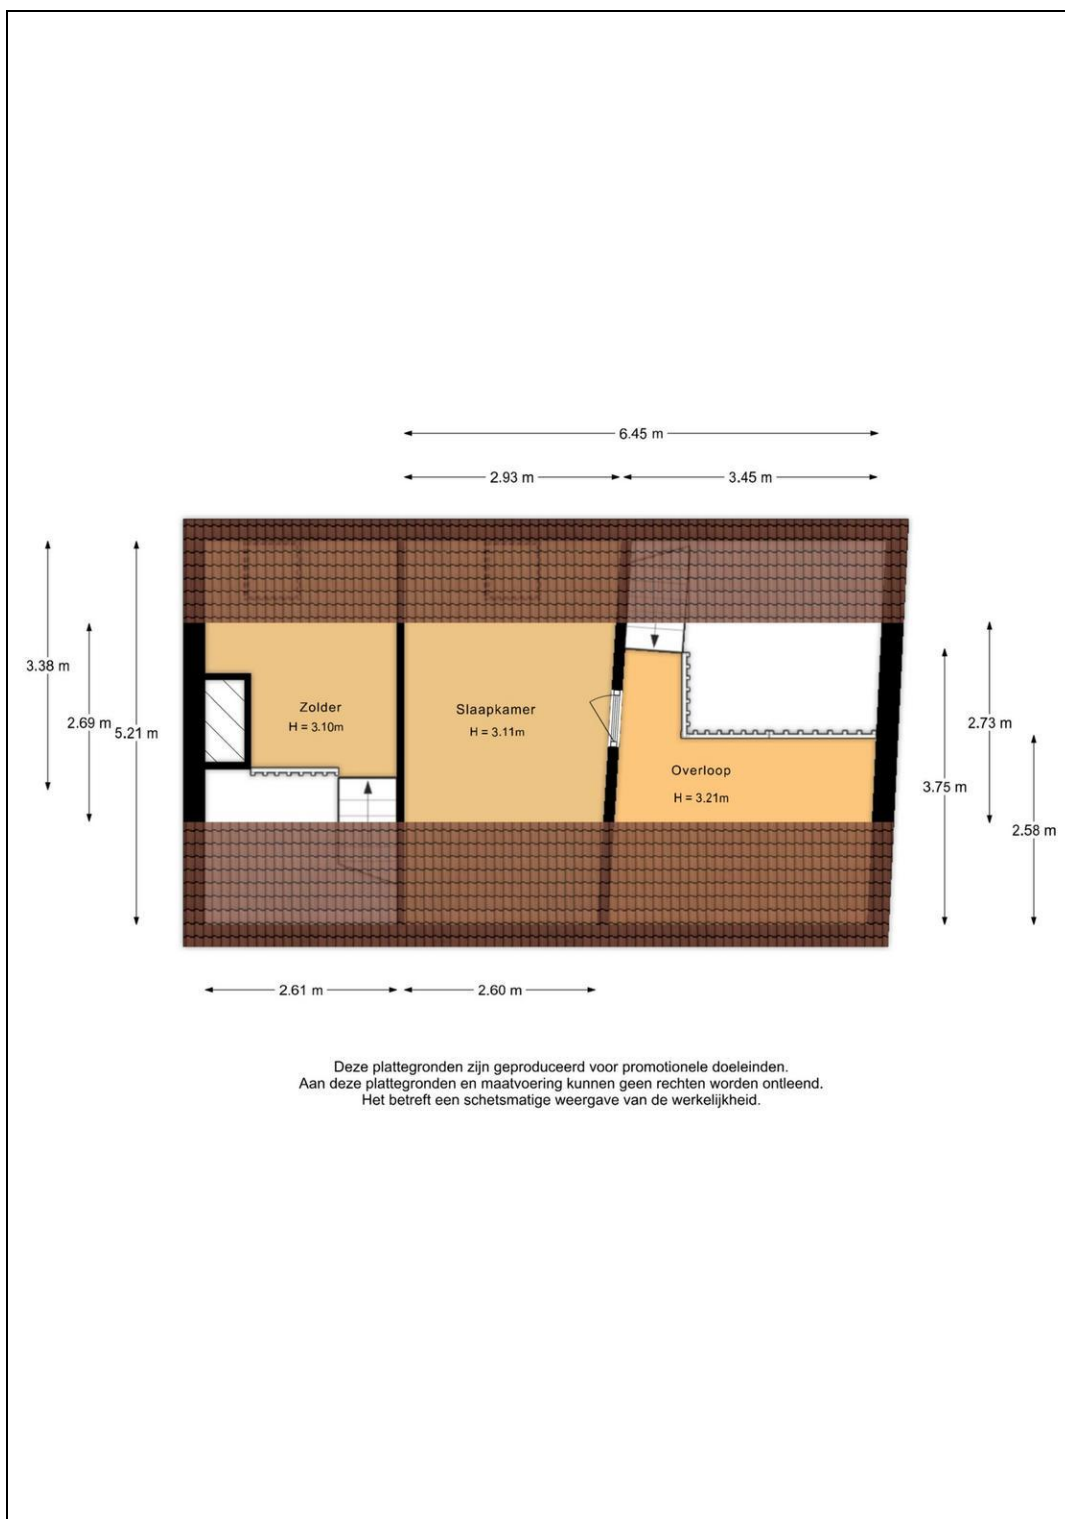 6.45 m
2.93 m
3.45 m
3.38 m
2.69 m
5.21 m
Zolder
H = 3.10m
Slaapkamer
H = 3.11m
Overloop
H = 3.21m
2.73 m
3.75 m
2.58 m
2.61 m
2.60 m
Deze plattegronden zijn geproduceerd voor promotionele doeleinden.
Aan deze plattegronden en maatvoering kunnen geen rechten worden ontleend.
Het betreft een schetsmatige weergave van de werkelijkheid.